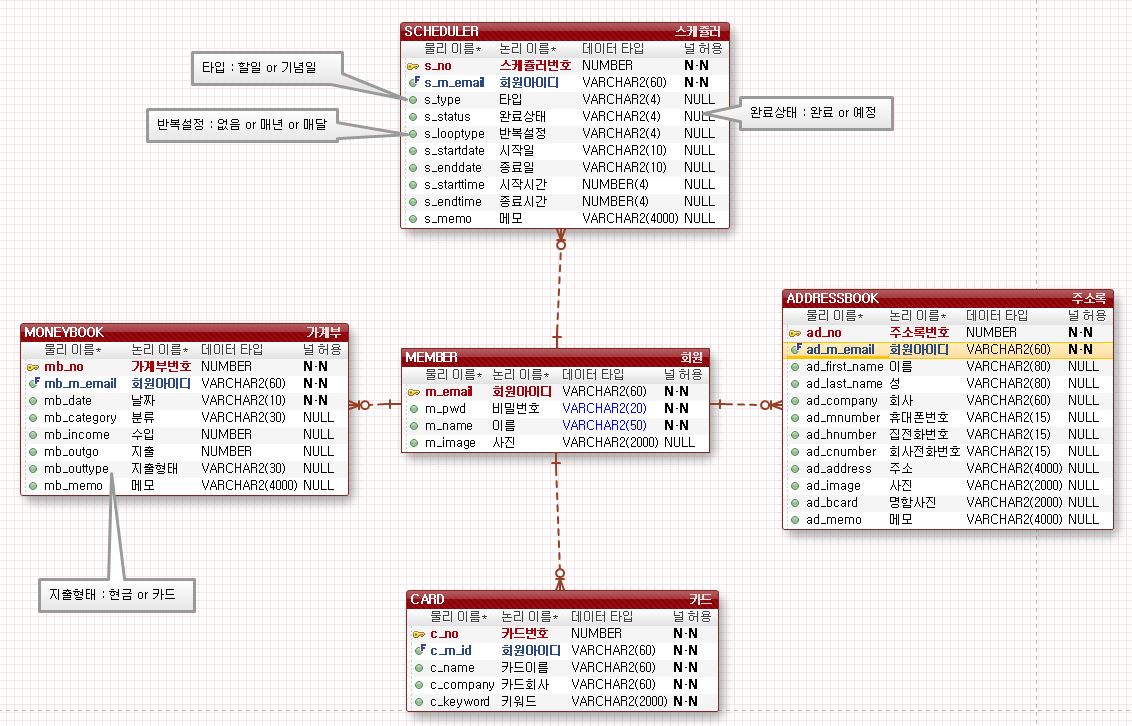 SCHEDULER 스케쥴러
물리 이름* 논리 이름* 데이터 타입 널 허용
s_no 스케쥴러번호 NUMBER N-N
s_m_email 회원아이디 VARCHAR2(60) N-N
s_type 타입 VARCHAR2(4) NULL
s_status 완료상태 VARCHAR2(4) NULL
s_looptype 반복설정 VARCHAR2(4) NULL
s_startdate 시작일 VARCHAR2(10) NULL
s_enddate 종료일 VARCHAR2(10) NULL
s_starttime 시작시간 NUMBER(4) NULL
s_endtime 종료시간 NUMBER(4) NULL
s_memo 메모 VARCHAR2(4000) NULL
타입 : 할일 or 기념일
반복설정 : 없음 or 매년 or 매달
완료상태 : 완료 or 예정
MONEYBOOK 가계부
물리 이름* 논리 이름* 데이터 타입 널 허용
mb_no 가계부번호 NUMBER N-N
mb_m_email 회원아이디 VARCHAR2(60) N-N
mb_date 날짜 VARCHAR2(10) N-N
mb_category 분류 VARCHAR2(30) NULL
mb_income 수입 NUMBER NULL
mb_outgo 지출 NUMBER NULL
mb_outtype 지출형태 VARCHAR2(30) NULL
mb_memo 메모 VARCHAR2(4000) NULL
지출형태 : 현금 or 카드
MEMBER 회원
물리 이름* 논리 이름* 데이터 타입 널 허용
m_email 회원아이디 VARCHAR2(60) N-N
m_pwd 비밀번호 VARCHAR2(20) N-N
m_name 이름 VARCHAR2(50) N-N
m_image 사진 VARCHAR2(2000) NULL
ADDRESSBOOK 주소록
물리 이름* 논리 이름* 데이터 타입 널 허용
ad_no 주소록번호 NUMBER N-N
ad_m_email 회원아이디 VARCHAR2(60) N-N
ad_first_name 이름 VARCHAR2(80) NULL
ad_last_name 성 VARCHAR2(80) NULL
ad_company 회사 VARCHAR2(60) NULL
ad_mnumber 휴대폰번호 VARCHAR2(15) NULL
ad_hnumber 집전화번호 VARCHAR2(15) NULL
ad_cnumber 회사전화번호 VARCHAR2(15) NULL
ad_address 주소 VARCHAR2(4000) NULL
ad_image 사진 VARCHAR2(2000) NULL
ad_bcard 명함사진 VARCHAR2(2000) NULL
ad_memo 메모 VARCHAR2(4000) NULL
CARD 카드
물리 이름* 논리 이름* 데이터 타입 널 허용
c_no 카드번호 NUMBER N-N
c_m_id 회원아이디 VARCHAR2(60) N-N
c_name 카드이름 VARCHAR2(60) N-N
c_company 카드회사 VARCHAR2(60) N-N
c_keyword 키워드 VARCHAR2(2000) N-N